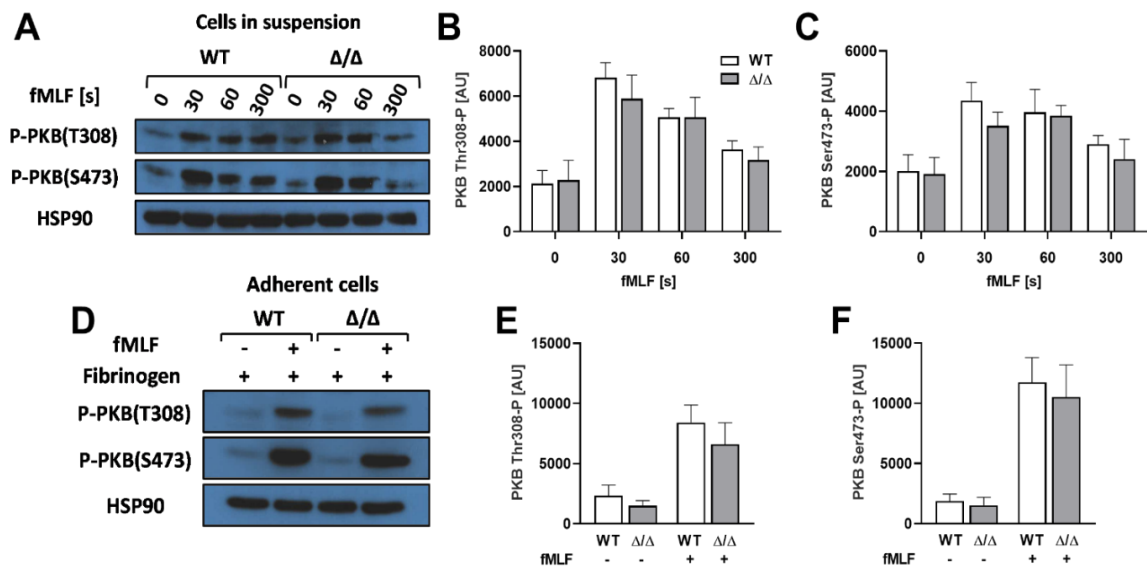 A
Cells in suspension
WT Δ/Δ
fMLF [s] 0 30 60 300 0 30 60 300
P-PKB(T308)
P-PKB(S473)
HSP90
B
PKB Thr308-P [AU]
8000
6000
4000
2000
0
WT
Δ/Δ
0 30 60 300
fMLF [s]
C
PKB Ser473-P [AU]
6000
4000
2000
0
0 30 60 300
fMLF [s]
D
Adherent cells
WT Δ/Δ
fMLF - + - +
Fibrinogen + + + +
P-PKB(T308)
P-PKB(S473)
HSP90
E
PKB Thr308-P [AU]
15000
10000
5000
0
WT Δ/Δ WT Δ/Δ
fMLF - - + +
F
PKB Ser473-P [AU]
15000
10000
5000
0
WT Δ/Δ WT Δ/Δ
fMLF - - + +